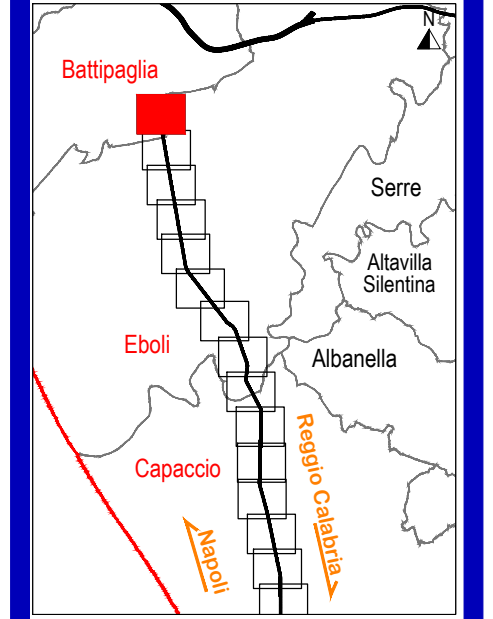 N
Battipaglia
Serre
Altavilla
Silentina
Eboli
Albanella
Capaccio
Reggio Calabria
Napoli